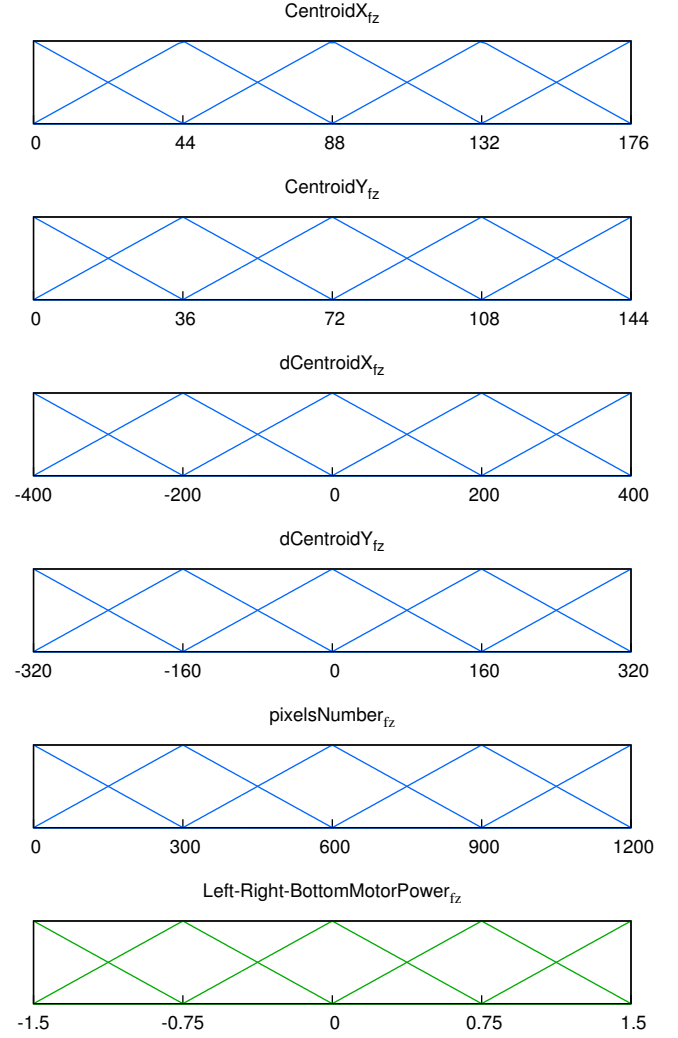 CentroidXfz
0 44 88 132 176
CentroidYfz
0 36 72 108 144
dCentroidXfz
-400 -200 0 200 400
dCentroidYfz
-320 -160 0 160 320
pixelsNumberfz
0 300 600 900 1200
Left-Right-BottomMotorPowerfz
-1.5 -0.75 0 0.75 1.5